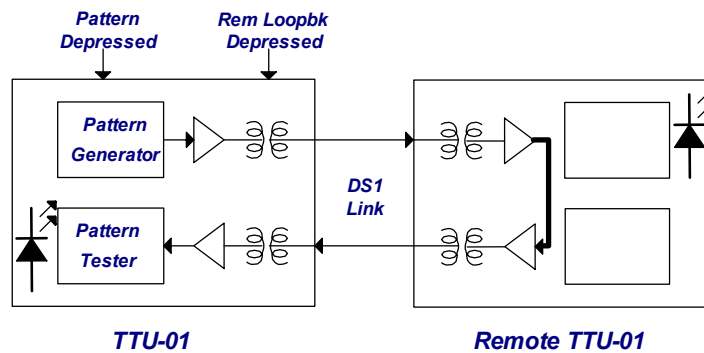 Pattern
Depressed
Rem Loopbk
Depressed
Pattern
Generator
DS1
Link
Pattern
Tester
TTU-01
Remote TTU-01